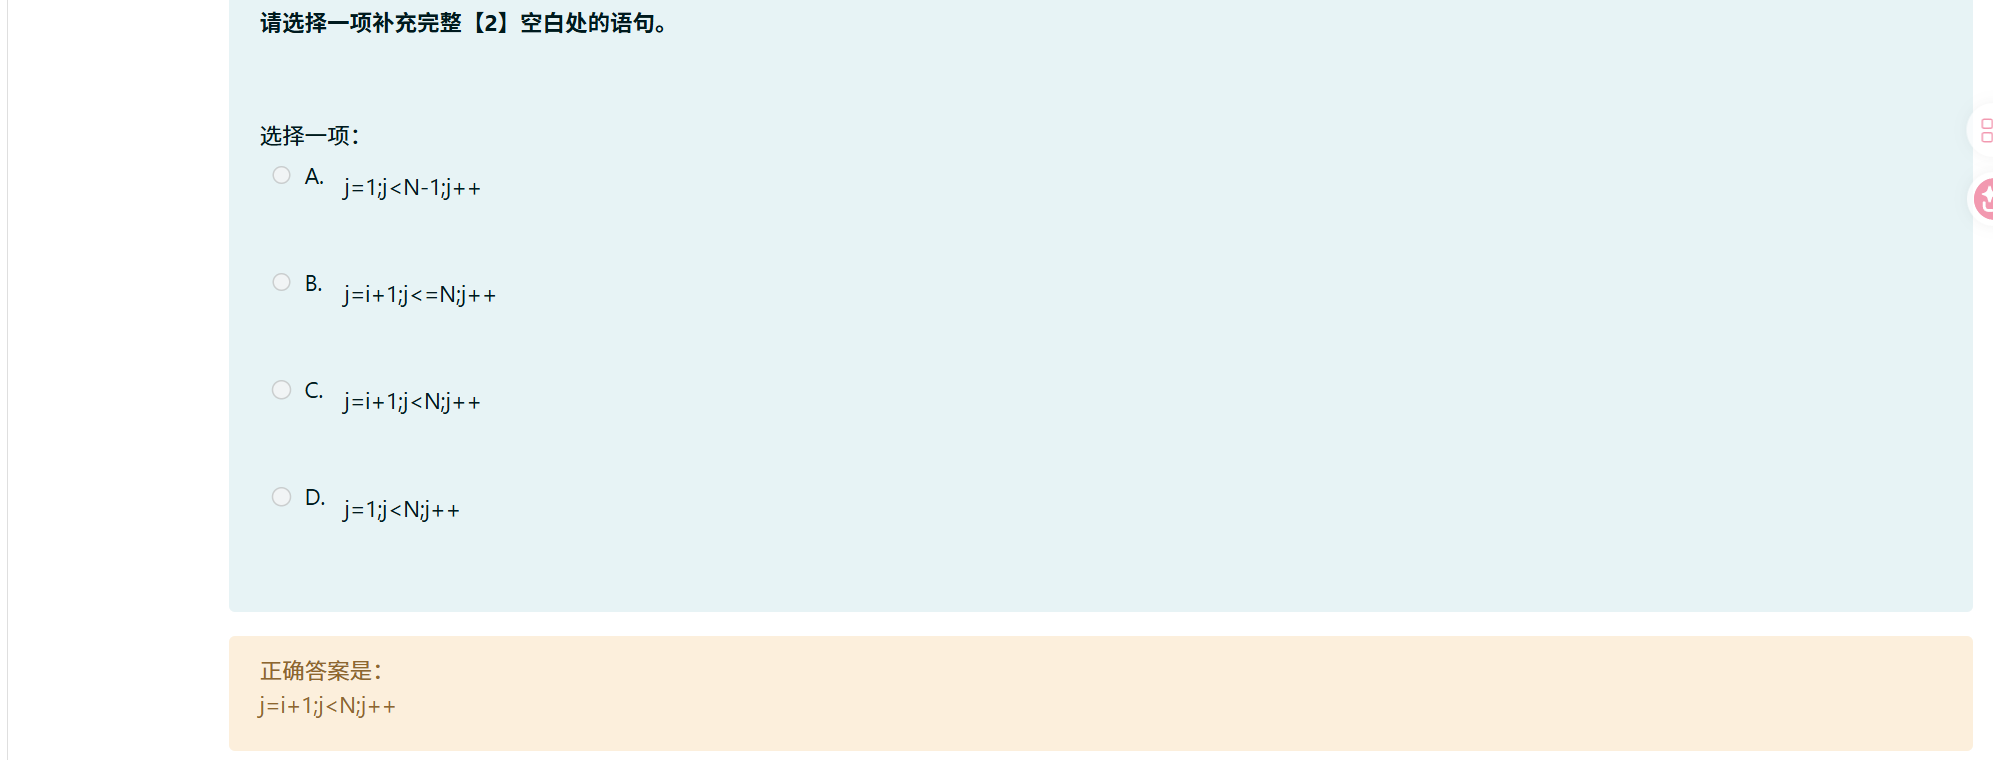 请选择一项补充完整【2】空白处的语句。
选择一项：
A. j=1;j<N-1;j++
B. j=i+1;j<=N;j++
C. j=i+1;j<N;j++
D. j=1;j<N;j++
正确答案是：
j=i+1;j<N;j++